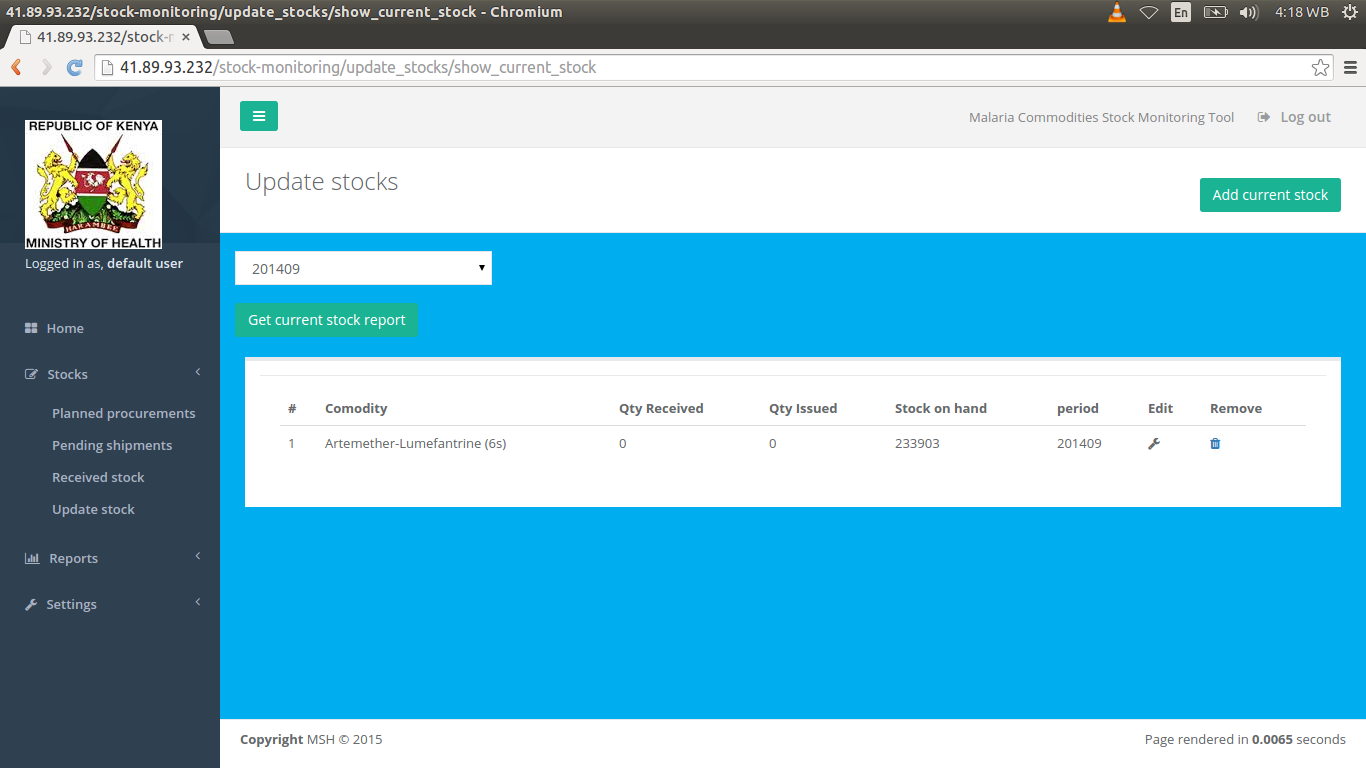 41.89.93.232/stock-monitoring/update_stocks/show_current_stock - Chromium
En
4:18 WB
41.89.93.232/stock-r
41.89.93.232/stock-monitoring/update_stocks/show_current_stock
REPUBLIC OF KENYA
HARAMBEE
MINISTRY OF HEALTH
Logged in as, default user
Home
Stocks
Planned procurements
Pending shipments
Received stock
Update stock
Reports
Settings
Malaria Commodities Stock Monitoring Tool
Log out
Update stocks
Add current stock
201409
Get current stock report
# Comodity Qty Received Qty Issued Stock on hand period Edit Remove
1 Artemether-Lumefantrine (6s) 0 0 233903 201409
Copyright MSH © 2015
Page rendered in 0.0065 seconds